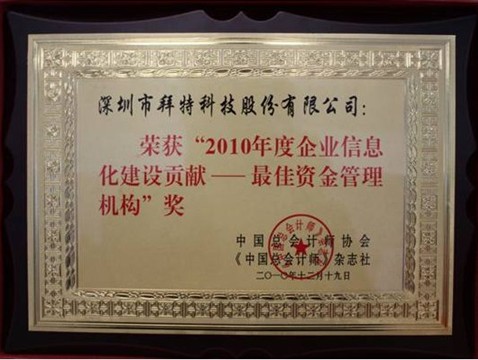 深圳市拜特科技股份有限公司：
荣获“2010年度企业信息
化建设贡献——最佳资金管理
机构”奖
中国总会计师协会
《中国总会计师》杂志社
二〇一〇年十二月十九日